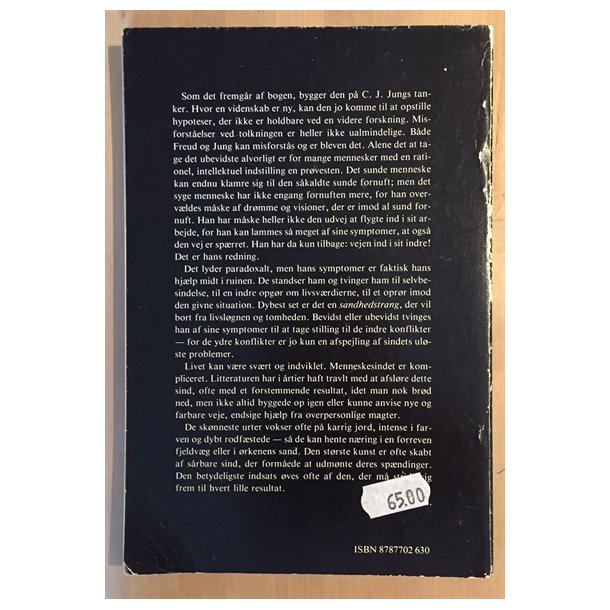 Som det fremgår af bogen, bygger den på C. J. Jungs tan-
ker. Hvor en videnskab er ny, kan den jo komme til at opstille
hypoteser, der ikke er holdbare ved en videre forskning. Mis-
forståelser ved tolkningen er heller ikke ualmindelige. Både
Freud og Jung kan misforstås og er bleven det. Alene det at ta-
ge det ubevidste alvorligt er for mange mennesker med en rati-
onel, intellektuel indstilling en prøvesten. Det sunde menneske
kan endnu klamre sig til den såkaldte sunde fornuft; men det
syge menneske har ikke engang fornuften mere, for han over-
vældes måske af drømme og visioner, der er imod al sund for-
nuft. Han har måske heller ikke den udvej at flygte ind i sit ar-
bejde, for han kan lammes så meget af sine symptomer, at også
den vej er spærret. Han har da kun tilbage: vejen ind i sit indre!
Det er hans redning.
Det lyder paradoxalt, men hans symptomer er faktisk hans
hjælp midt i ruinen. De standser ham og tvinger ham til selvbe-
sindelse, til en indre opgør om livsværdierne, til et oprør imod
den givne situation. Dybest set er det en sandhedstrang, der vil
bort fra livsløgnen og tomheden. Bevidst eller ubevidst tvinges
han af sine symptomer til at tage stilling til de indre konflikter
— for de ydre konflikter er jo kun en afspejling af sindets ulø-
ste problemer.
Livet kan være svært og indviklet. Menneskesindet er kom-
pliceret. Litteraturen har i årtier haft travlt med at afsløre dette
sind, ofte med et forstemmende resultat, idet man nok brød
ned, men ikke altid byggede op igen eller kunne anvise nye og
farbare veje, endsige hjælp fra overpersonlige magter.
De skønneste urter vokser ofte på karrig jord, intense i far-
ven og dybt rodfæstede — så de kan hente næring i en forreven
fjeldvæg eller i ørkenens sand. Den største kunst er ofte skabt
af sårbare sind, der formåede at udmønte deres spændinger.
Den betydeligste indsats øves ofte af den, der må
frem til hvert lille resultat.
65.00
ISBN 8787702 630